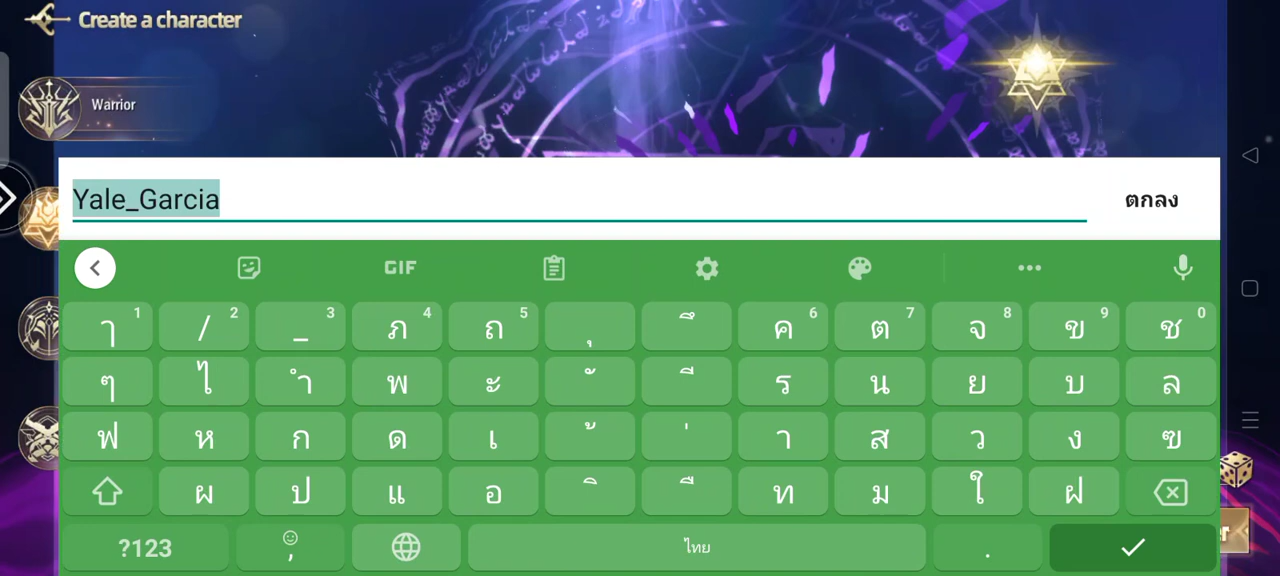 Create a character
Warrior
Yale_Garcia
ตกลง
GIF
ๅ 1 / 2 _ 3 ภ 4 ถ 5 ุ ึ ค 6 ต 7 จ 8 ข 9 ช 0
ๆ ไ ำ พ ะ ั ี ร น ย บ ล
ฟ ห ก ด เ ้ ่ า ส ว ง ฃ
ผ ป แ อ ิ ื ท ม ใ ฝ
?123 , ไทย .